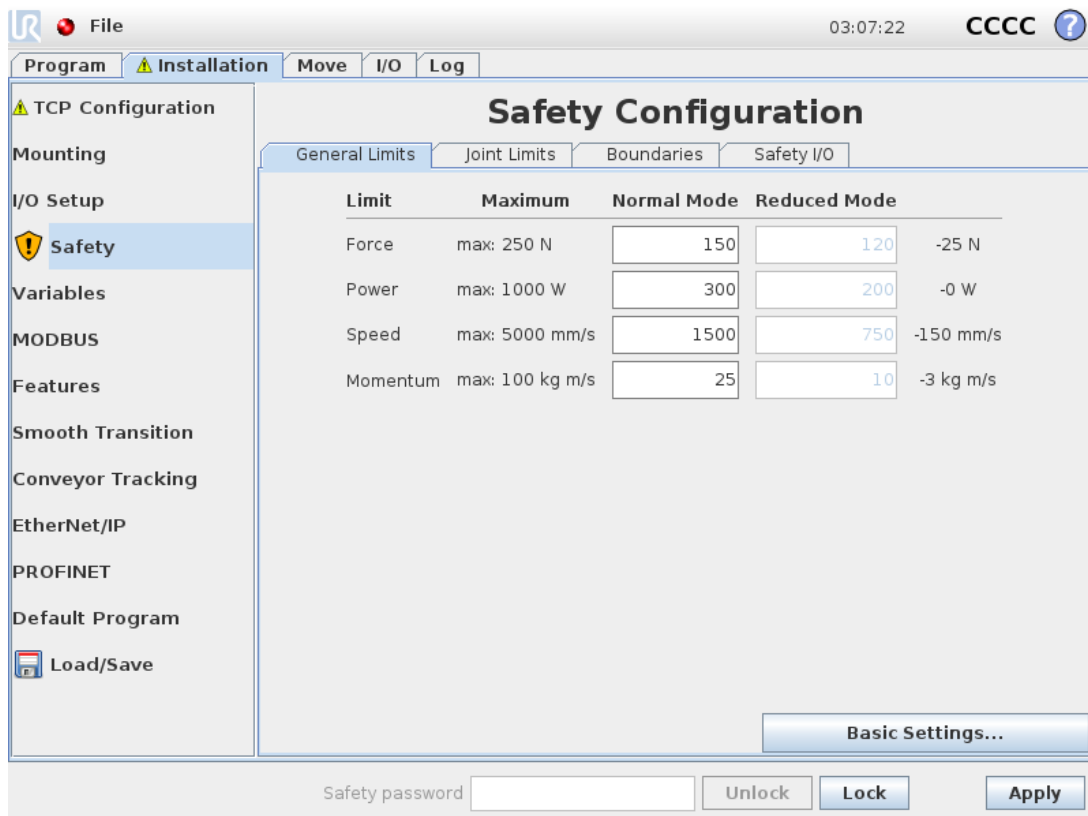 UR File 03:07:22 CCCC ?
Program Installation Move I/O Log
TCP Configuration
Mounting
I/O Setup
Safety
Variables
MODBUS
Features
Smooth Transition
Conveyor Tracking
EtherNet/IP
PROFINET
Default Program
Load/Save
Safety Configuration
General Limits Joint Limits Boundaries Safety I/O
Limit Maximum Normal Mode Reduced Mode
Force max: 250 N 150 120 -25 N
Power max: 1000 W 300 200 -0 W
Speed max: 5000 mm/s 1500 750 -150 mm/s
Momentum max: 100 kg m/s 25 10 -3 kg m/s
Basic Settings...
Safety password Unlock Lock Apply